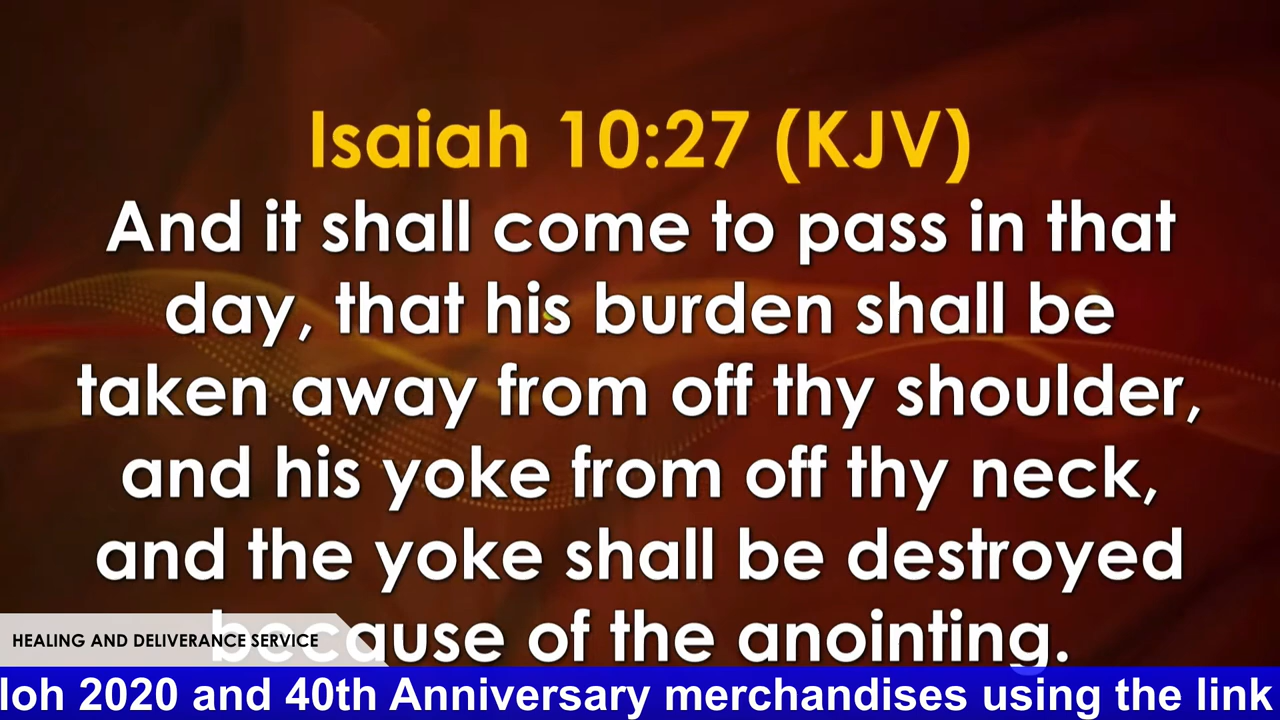 Isaiah 10:27 (KJV)
And it shall come to pass in that
day, that his burden shall be
taken away from off thy shoulder,
and his yoke from off thy neck,
and the yoke shall be destroyed
because of the anointing.
HEALING AND DELIVERANCE SERVICE
loh 2020 and 40th Anniversary merchandises using the link